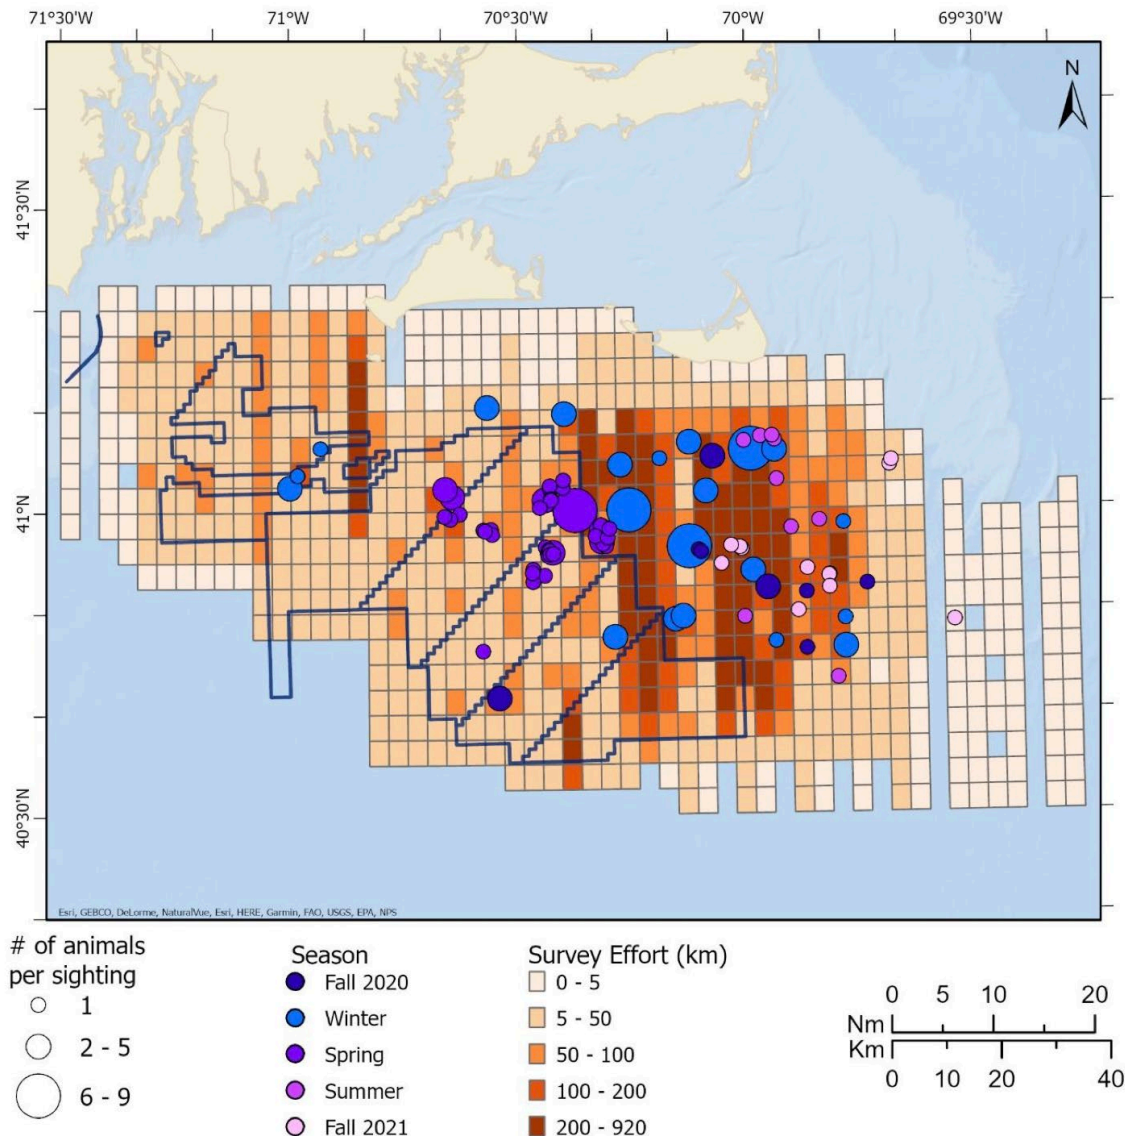 71°30'W 71°W 70°30'W 70°W 69°30'W
N
41°30'N
41°N
40°30'N
Esri, GEBCO, DeLorme, NaturalVue, Esri, HERE, Garmin, FAO, USGS, EPA, NPS
# of animals
per sighting
1
2 - 5
6 - 9
Season
Fall 2020
Winter
Spring
Summer
Fall 2021
Survey Effort (km)
0 - 5
5 - 50
50 - 100
100 - 200
200 - 920
0 5 10 20
Nm
Km
0 10 20 40